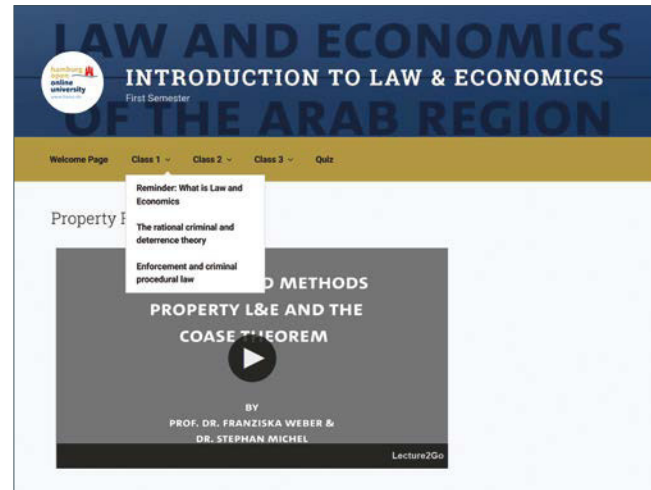 LAW AND ECONOMICS
OF THE ARAB REGION
hamburg
open
online
university
INTRODUCTION TO LAW & ECONOMICS
First Semester
Welcome Page
Class 1
Class 2
Class 3
Quiz
Reminder: What is Law and
Economics
The rational criminal and
deterrence theory
Enforcement and criminal
procedural law
Property
METHODS
PROPERTY L&E AND THE
COASE THEOREM
BY
PROF. DR. FRANZISKA WEBER &
DR. STEPHAN MICHEL
Lecture2Go